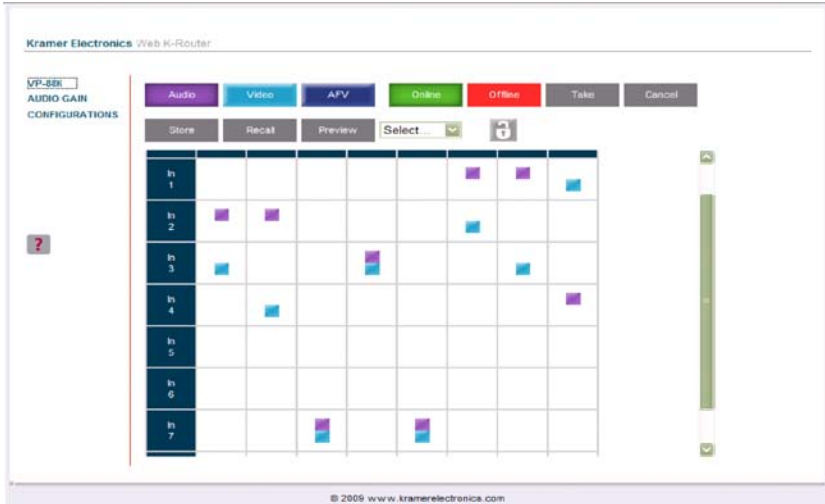 Kramer Electronics Web K-Router
VP-88K
AUDIO GAIN
CONFIGURATIONS
Audio Video AFV Online Offline Take Cancel
Store Recall Preview Select...
In
1
In
2
?
In
3
In
4
In
5
In
6
In
7
© 2009 www.kramerelectronics.com